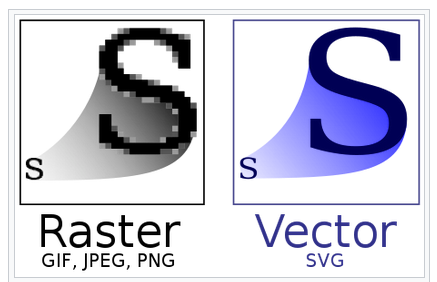 S
s
Raster
GIF, JPEG, PNG
S
s
Vector
SVG